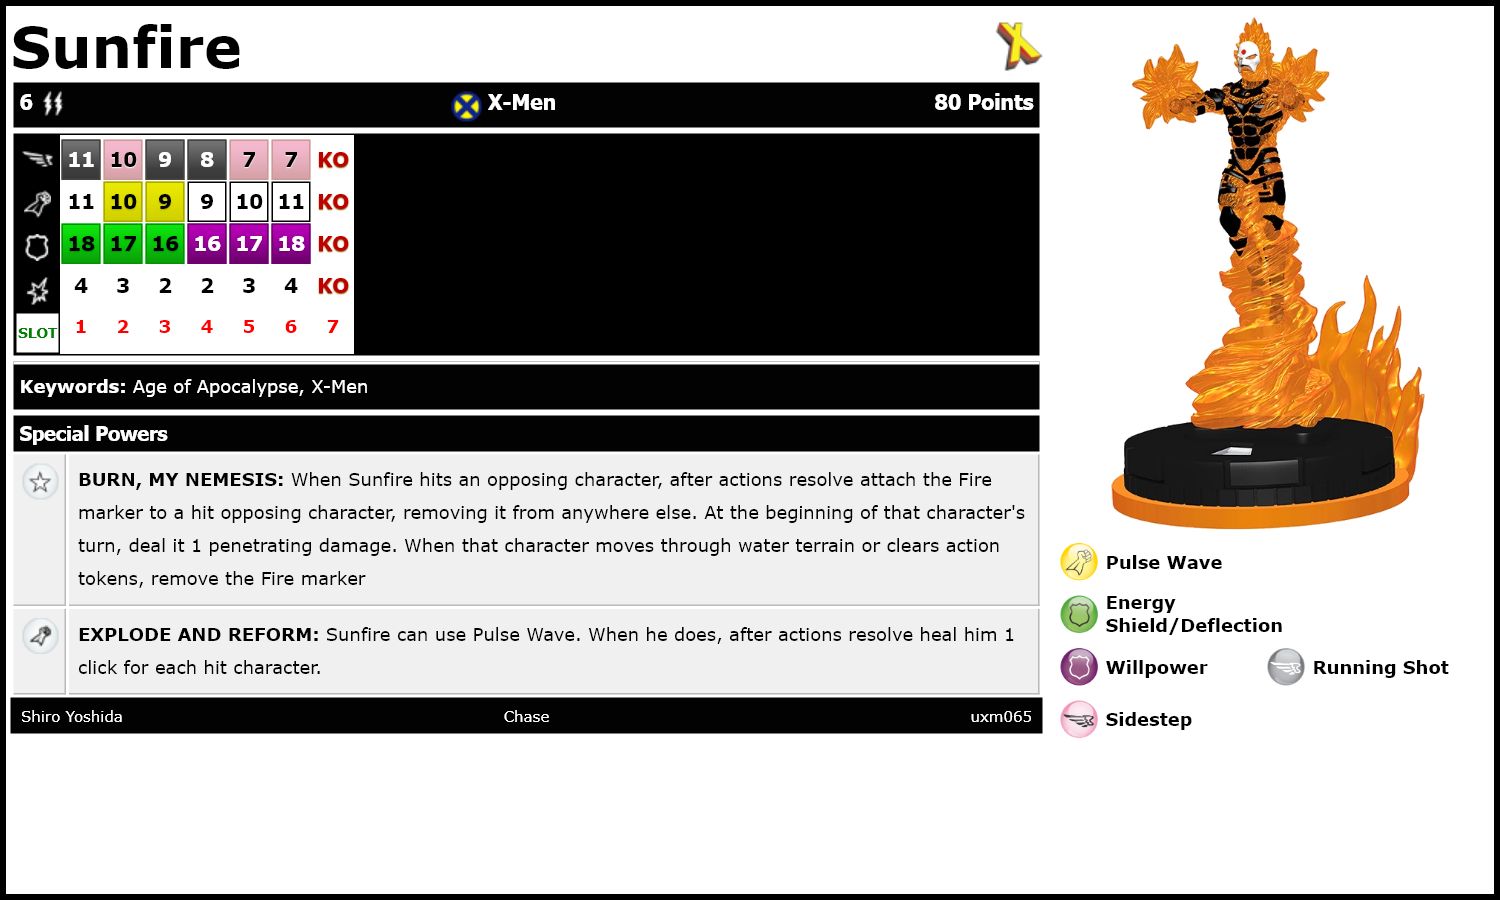 Sunfire
6 X-Men 80 Points
11 10 9 8 7 7 KO
11 10 9 9 10 11 KO
18 17 16 16 17 18 KO
4 3 2 2 3 4 KO
SLOT 1 2 3 4 5 6 7
Keywords: Age of Apocalypse, X-Men
Special Powers
BURN, MY NEMESIS: When Sunfire hits an opposing character, after actions resolve attach the Fire
marker to a hit opposing character, removing it from anywhere else. At the beginning of that character's
turn, deal it 1 penetrating damage. When that character moves through water terrain or clears action
tokens, remove the Fire marker
EXPLODE AND REFORM: Sunfire can use Pulse Wave. When he does, after actions resolve heal him 1
click for each hit character.
Shiro Yoshida Chase uxm065
Pulse Wave
Energy
Shield/Deflection
Willpower Running Shot
Sidestep